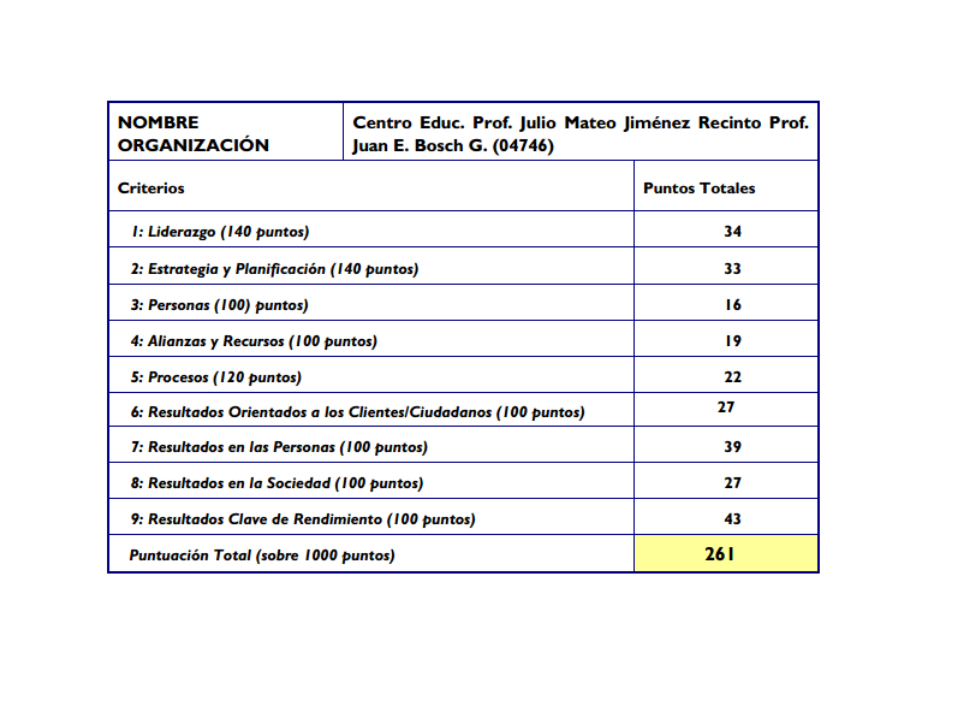 NOMBRE
ORGANIZACIÓN
Centro Educ. Prof. Julio Mateo Jiménez Recinto Prof.
Juan E. Bosch G. (04746)
Criterios Puntos Totales
1: Liderazgo (140 puntos) 34
2: Estrategia y Planificación (140 puntos) 33
3: Personas (100) puntos) 16
4: Alianzas y Recursos (100 puntos) 19
5: Procesos (120 puntos) 22
6: Resultados Orientados a los Clientes/Ciudadanos (100 puntos) 27
7: Resultados en las Personas (100 puntos) 39
8: Resultados en la Sociedad (100 puntos) 27
9: Resultados Clave de Rendimiento (100 puntos) 43
Puntuación Total (sobre 1000 puntos) 261